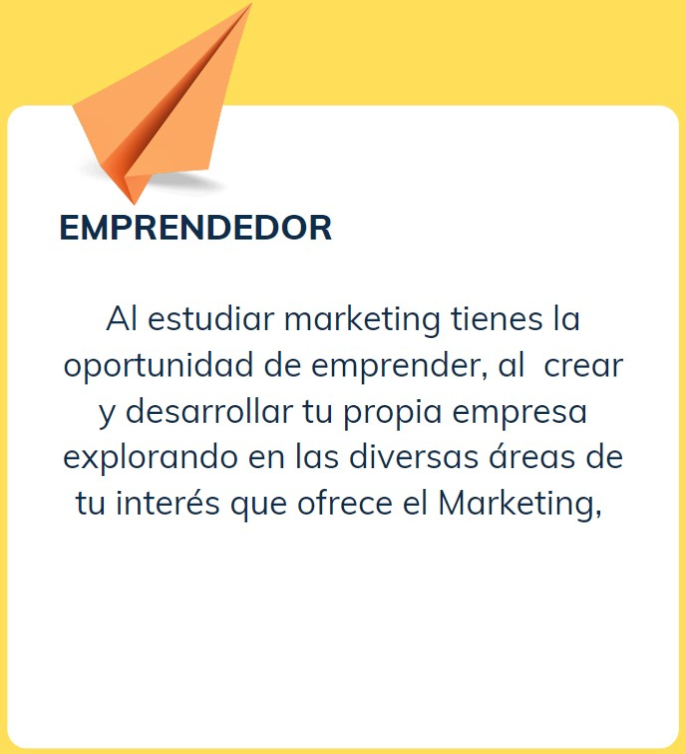 EMPRENDEDOR
Al estudiar marketing tienes la
oportunidad de emprender, al  crear
y desarrollar tu propia empresa
explorando en las diversas áreas de
tu interés que ofrece el Marketing,